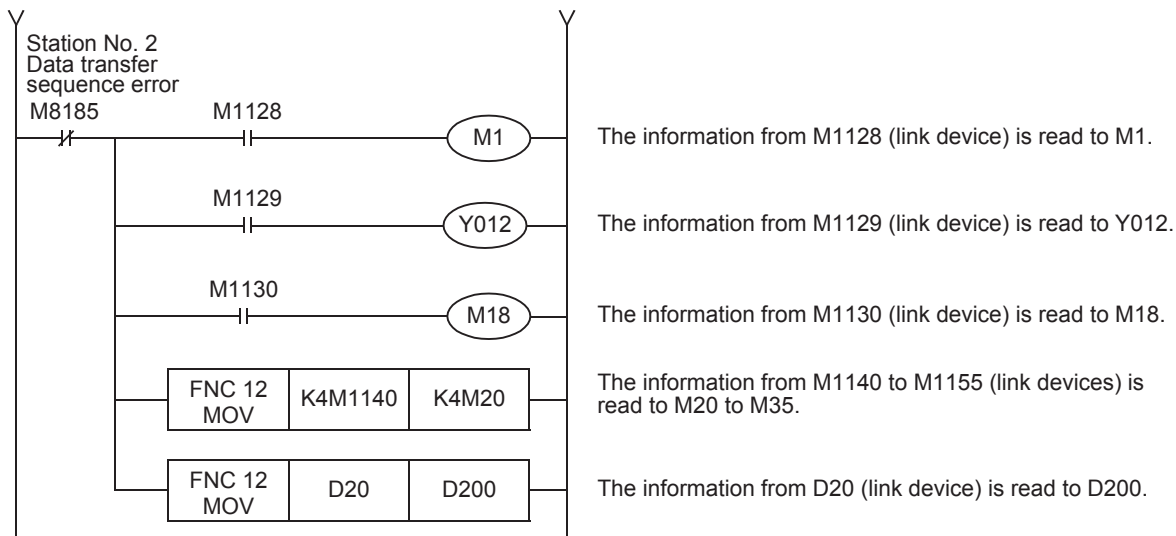 Station No. 2
Data transfer
sequence error
M8185
M1128
M1
The information from M1128 (link device) is read to M1.
M1129
Y012
The information from M1129 (link device) is read to Y012.
M1130
M18
The information from M1130 (link device) is read to M18.
FNC 12
MOV
K4M1140
K4M20
The information from M1140 to M1155 (link devices) is
read to M20 to M35.
FNC 12
MOV
D20
D200
The information from D20 (link device) is read to D200.